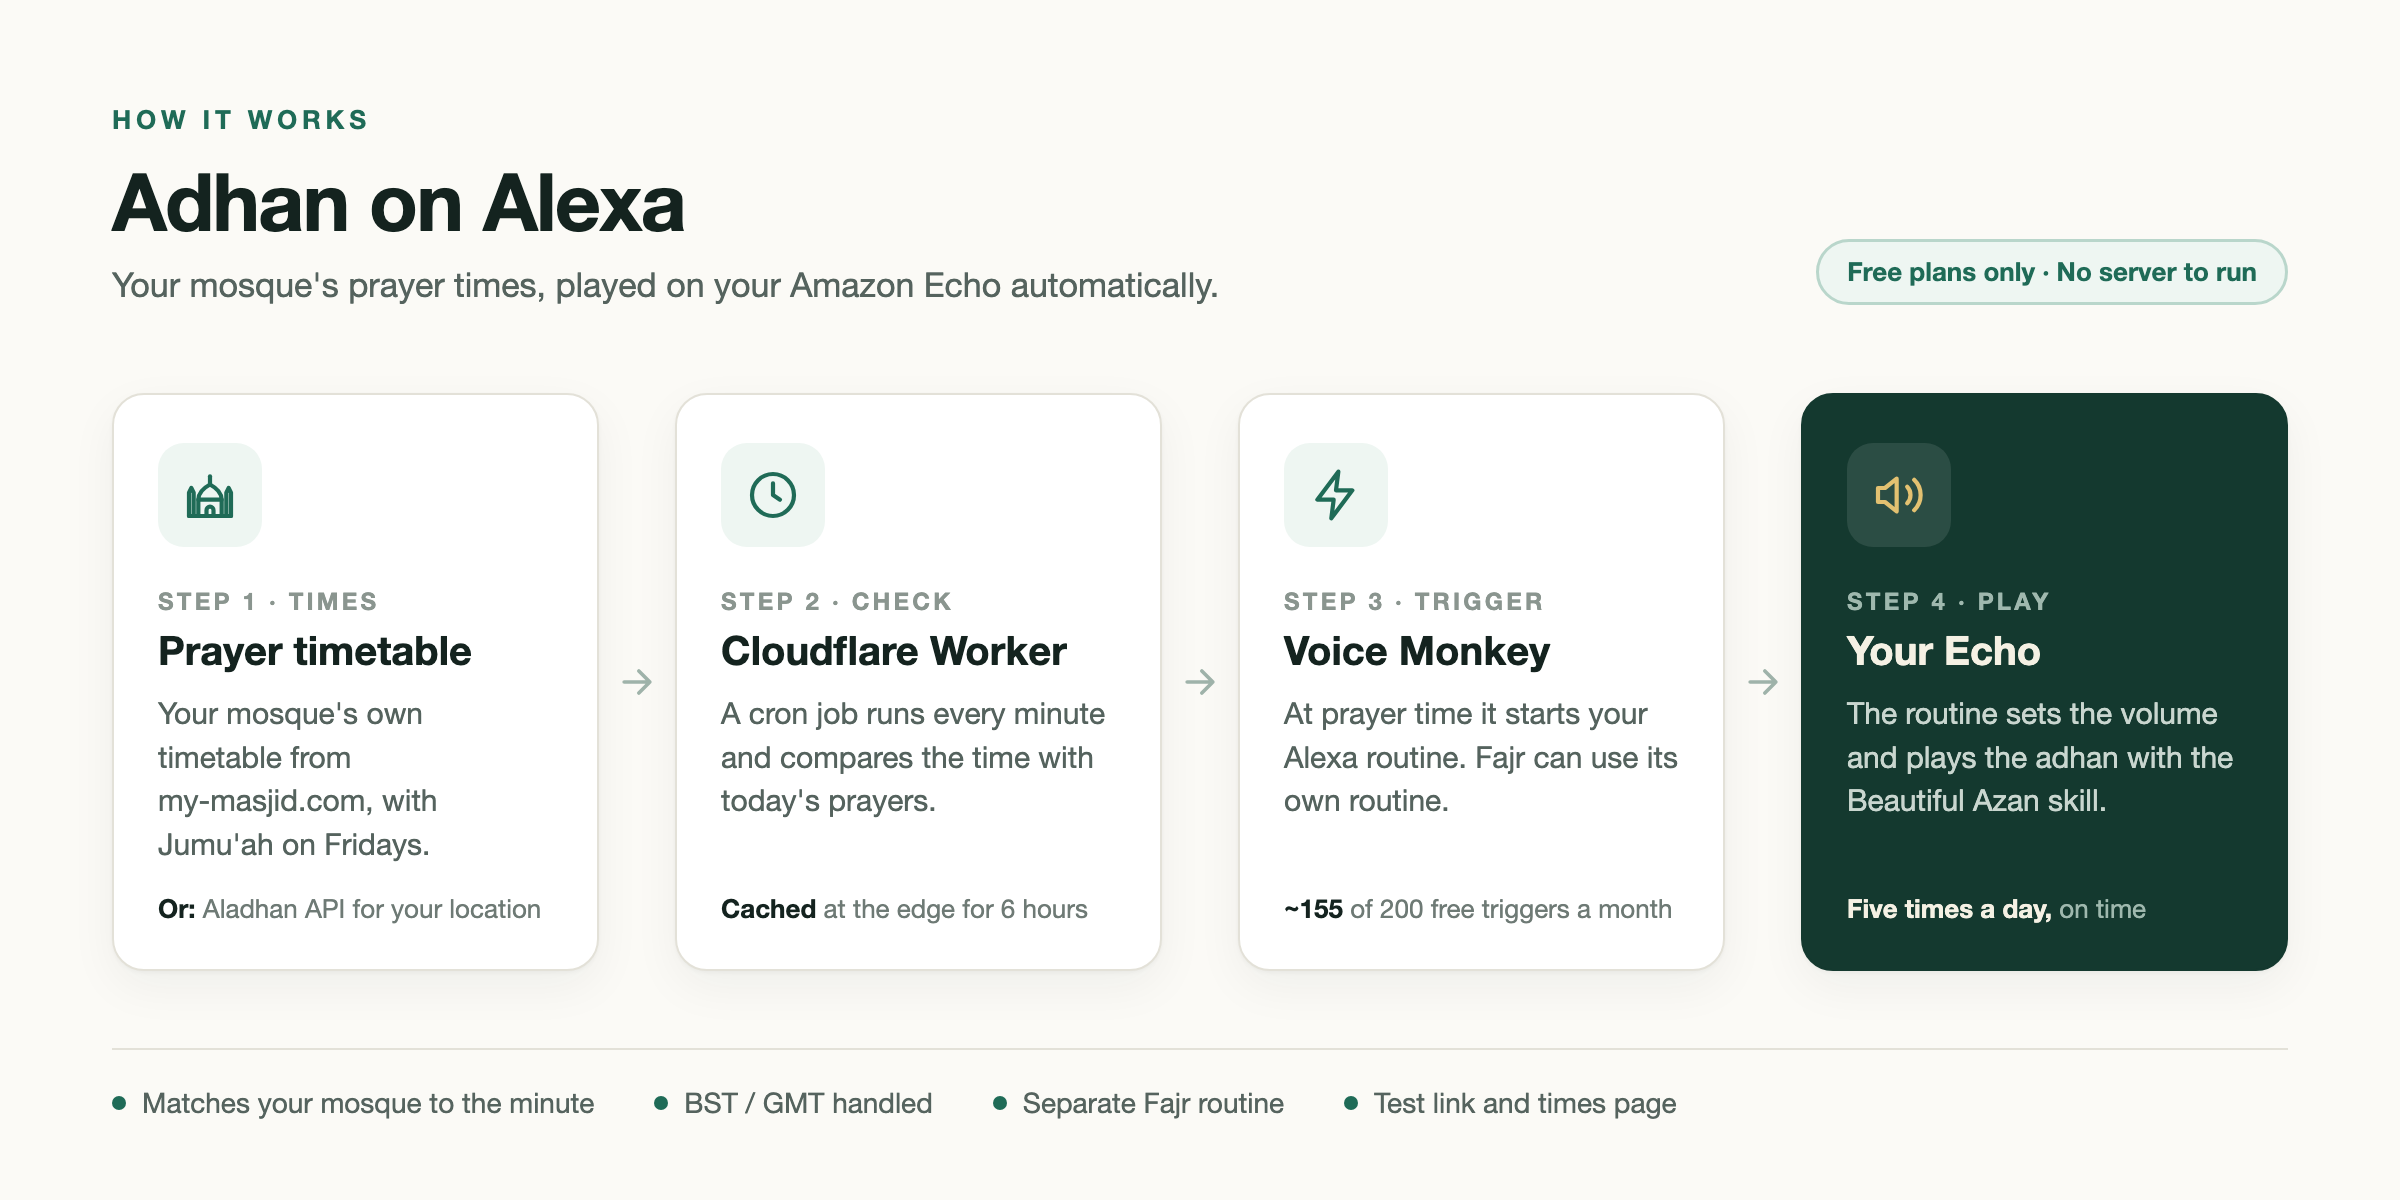 HOW IT WORKS
Adhan on Alexa
Your mosque's prayer times, played on your Amazon Echo automatically.
Free plans only · No server to run
STEP 1 · TIMES
Prayer timetable
Your mosque's own
timetable from
my-masjid.com, with
Jumu'ah on Fridays.
Or: Aladhan API for your location
STEP 2 · CHECK
Cloudflare Worker
A cron job runs every minute
and compares the time with
today's prayers.
Cached at the edge for 6 hours
STEP 3 · TRIGGER
Voice Monkey
At prayer time it starts your
Alexa routine. Fajr can use its
own routine.
~155 of 200 free triggers a month
STEP 4 · PLAY
Your Echo
The routine sets the volume
and plays the adhan with the
Beautiful Azan skill.
Five times a day, on time
Matches your mosque to the minute
BST / GMT handled
Separate Fajr routine
Test link and times page